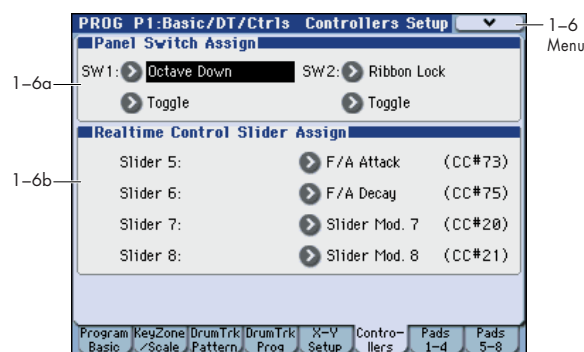 PROG P1:Basic/DT/Ctrls Controllers Setup
1–6
Menu
Panel Switch Assign
1–6a
SW1: Octave Down SW2: Ribbon Lock
Toggle Toggle
Realtime Control Slider Assign
1–6b
Slider 5: F/A Attack (CC#73)
Slider 6: F/A Decay (CC#75)
Slider 7: Slider Mod. 7 (CC#20)
Slider 8: Slider Mod. 8 (CC#21)
Program KeyZone DrumTrk DrumTrk X-Y Contro- Pads Pads
Basic /Scale Pattern Prog Setup llers 1-4 5-8